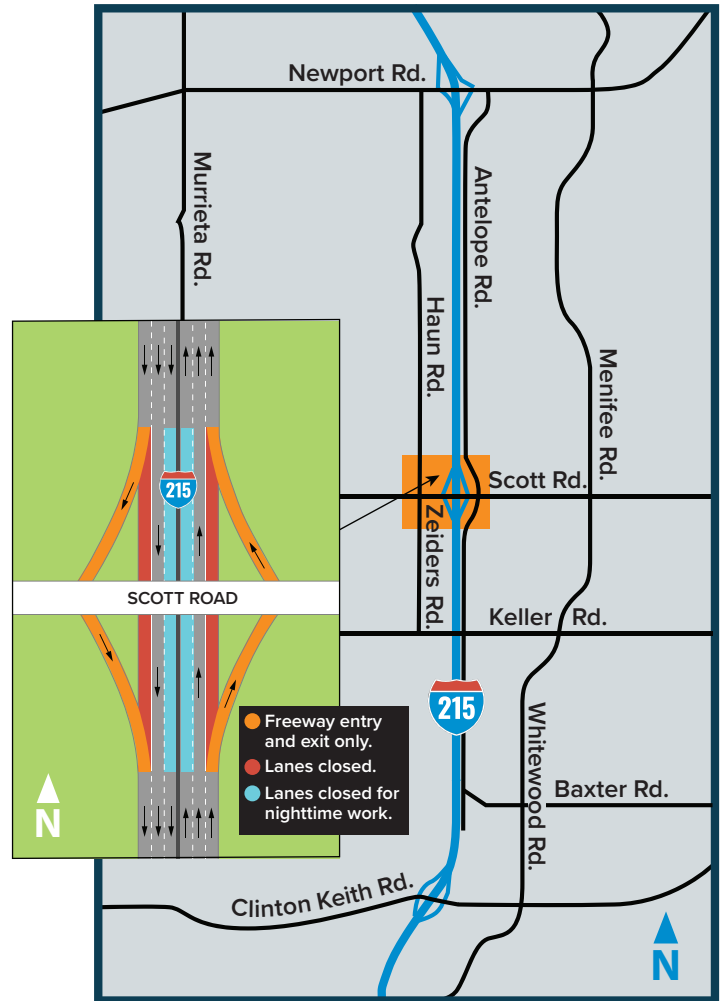 Newport Rd.
Murrieta Rd.
Antelope Rd.
Haun Rd.
Menifee Rd.
Scott Rd.
Zeiders Rd.
Keller Rd.
215
Whitewood Rd.
Baxter Rd.
Clinton Keith Rd.
N
215
SCOTT ROAD
Freeway entry
and exit only.
Lanes closed.
Lanes closed for
nighttime work.
N